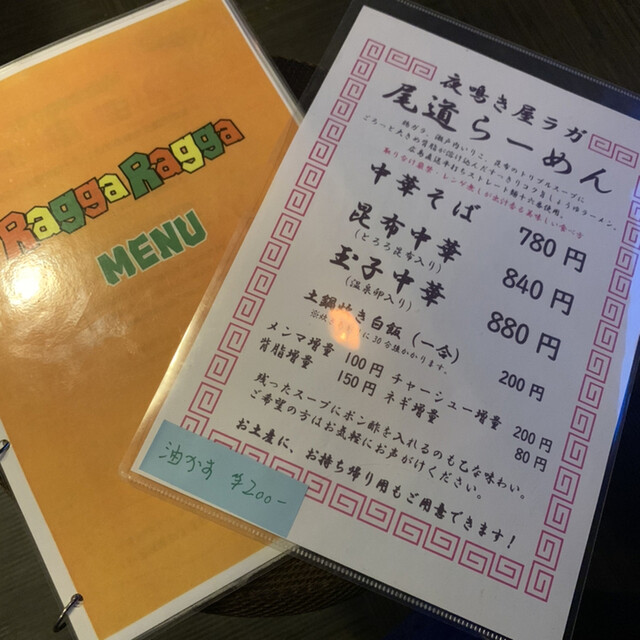 Ragga Ragga
MENU
夜鳴き屋ラガ
尾道らーめん
中華そば 780円
昆布中華 840円
(とろろ昆布入り)
玉子中華 880円
(温泉卵入り)
土鍋炊き白飯(一合) 200円
メンマ増量 100円 チャーシュー増量 200円
背脂増量 150円 ネギ増量 80円
残ったスープにポン酢を入れるのも乙な味わい。
ご希望の方はお気軽にお声がけください。
お土産に、お持ち帰り用もご用意できます!
油かす ¥200-